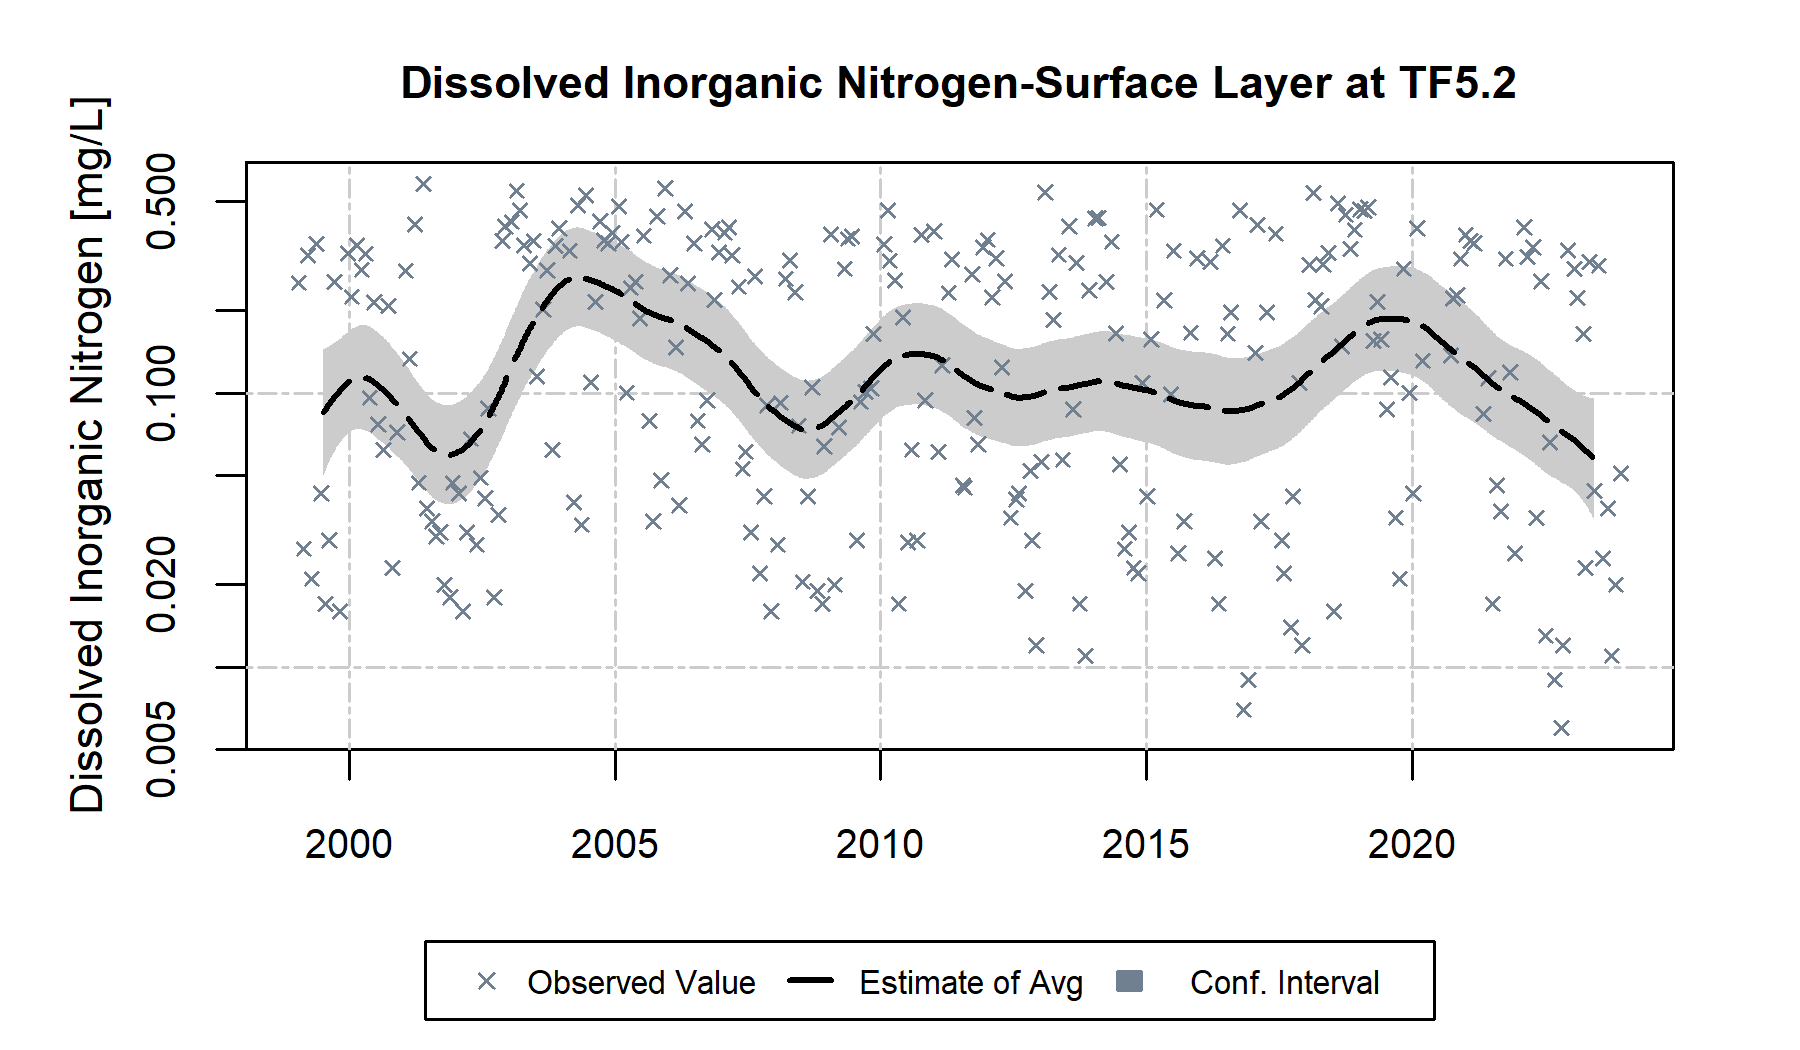 Dissolved Inorganic Nitrogen-Surface Layer at TF5.2
Dissolved Inorganic Nitrogen [mg/L]
0.500
0.100
0.020
0.005
2000 2005 2010 2015 2020
Observed Value Estimate of Avg Conf. Interval